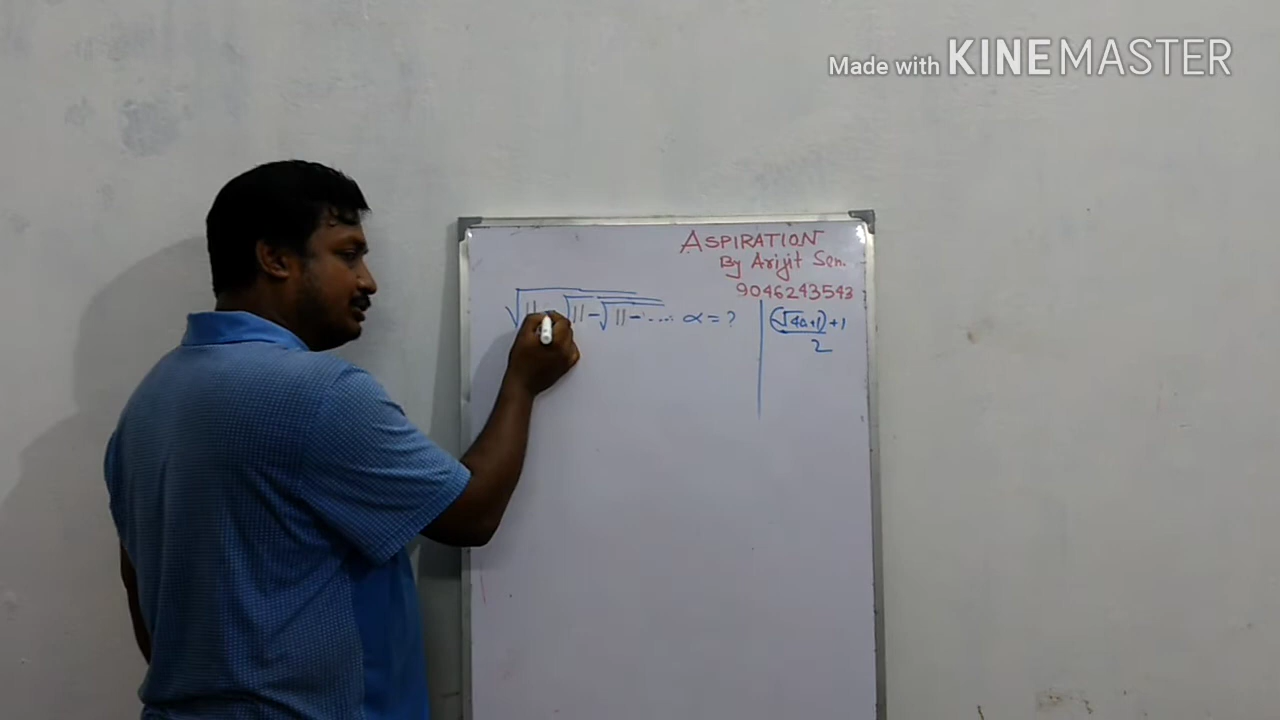 Made with KINEMASTER
ASPIRATION
By Arijit Sen.
9046243543
√11 - √11 - √11 - ..... ∝ = ?
(√4a+1) + 1
2